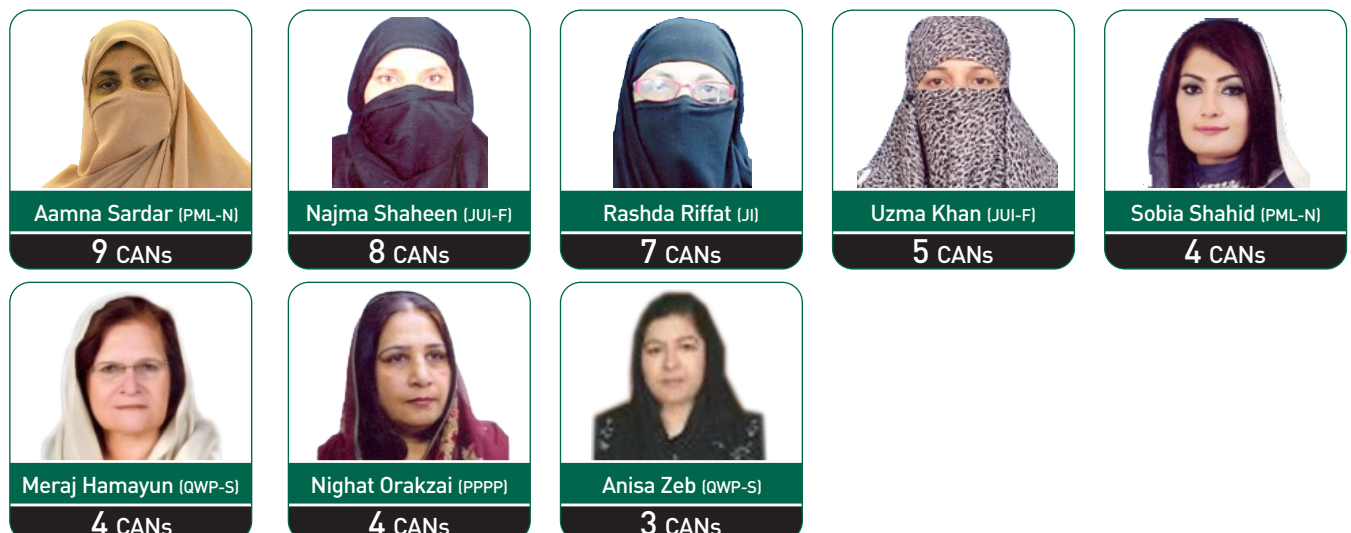 Aamna Sardar (PML-N)
9 CANs
Najma Shaheen (JUI-F)
8 CANs
Rashda Riffat (JI)
7 CANs
Uzma Khan (JUI-F)
5 CANs
Sobia Shahid (PML-N)
4 CANs
Meraj Hamayun (QWP-S)
4 CANs
Nighat Orakzai (PPPP)
4 CANs
Anisa Zeb (QWP-S)
3 CANs